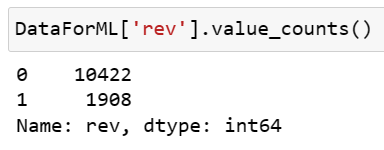 DataForML['rev'].value_counts()
0    10422
1     1908
Name: rev, dtype: int64